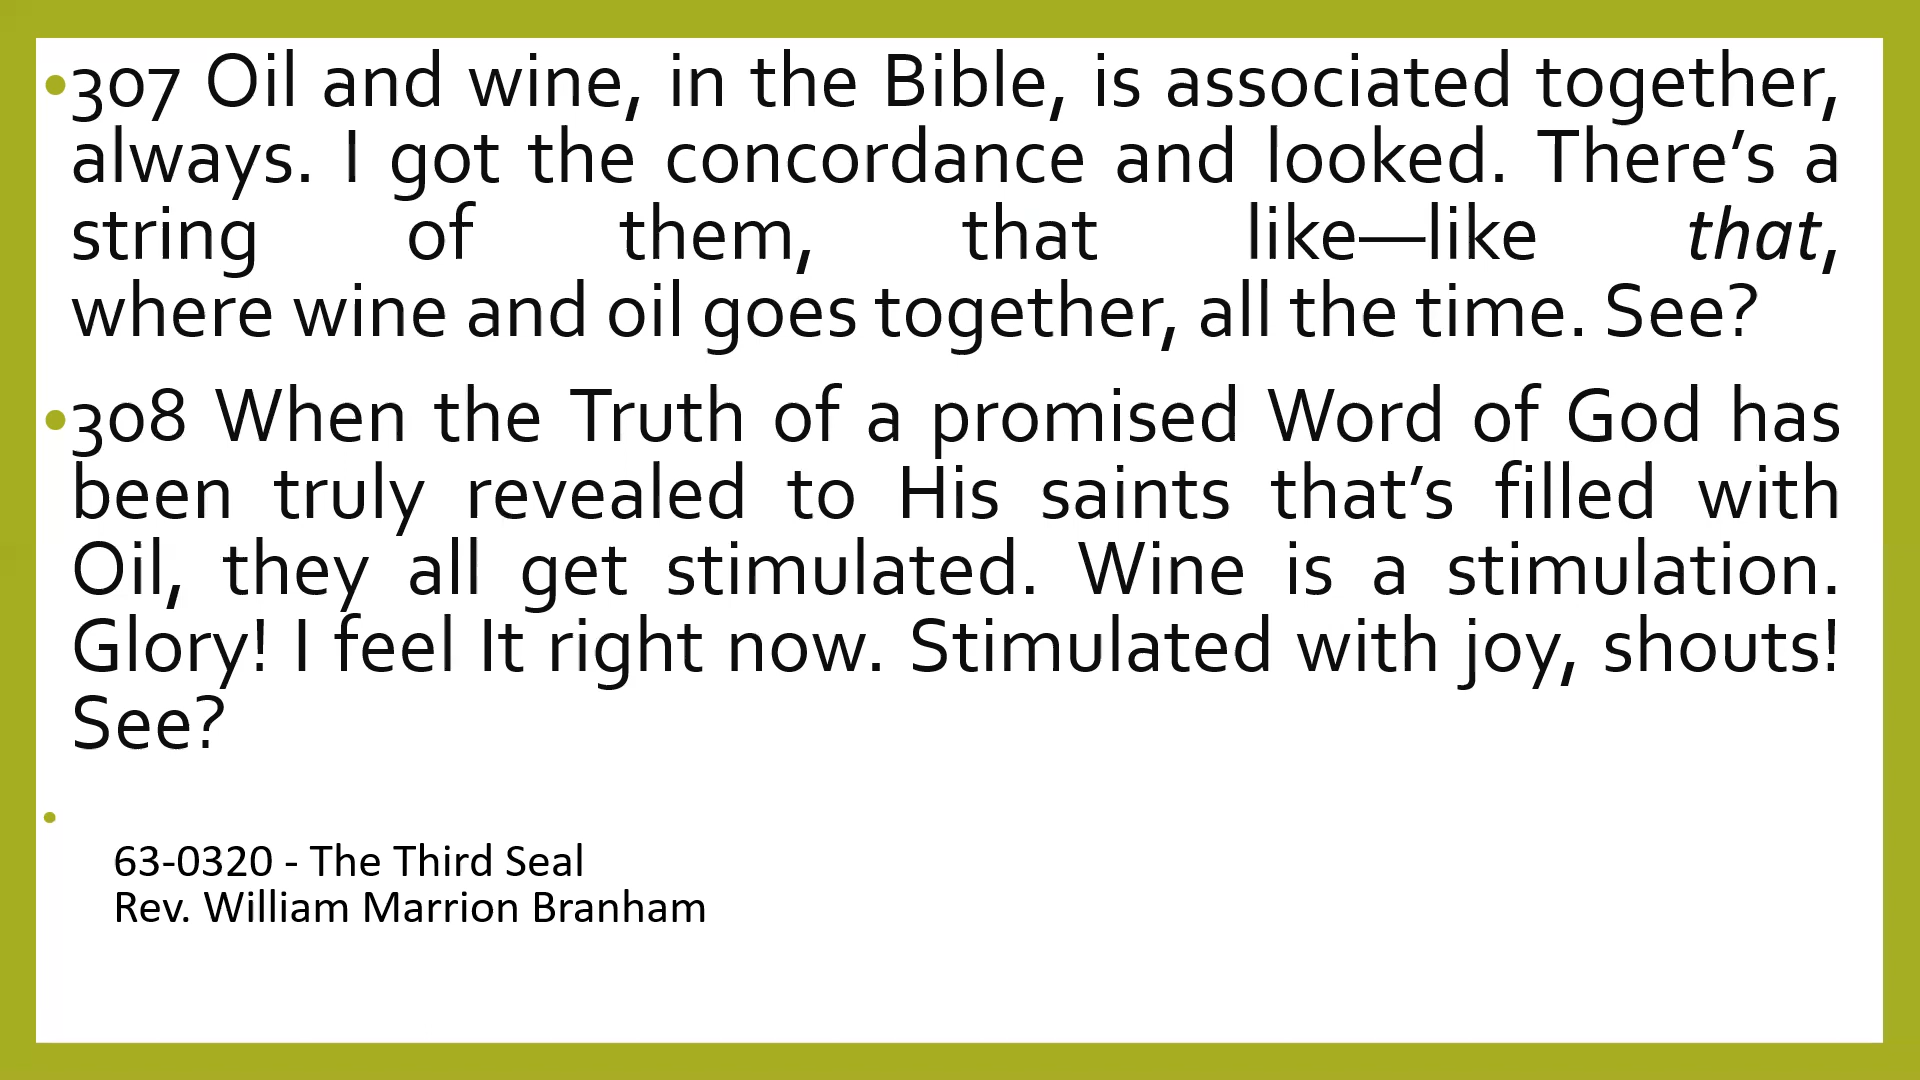 •307 Oil and wine, in the Bible, is associated together,
always. I got the concordance and looked. There’s a
string of them, that like—like that,
where wine and oil goes together, all the time. See?
•308 When the Truth of a promised Word of God has
been truly revealed to His saints that’s filled with
Oil, they all get stimulated. Wine is a stimulation.
Glory! I feel It right now. Stimulated with joy, shouts!
See?
•
63-0320 - The Third Seal
Rev. William Marrion Branham